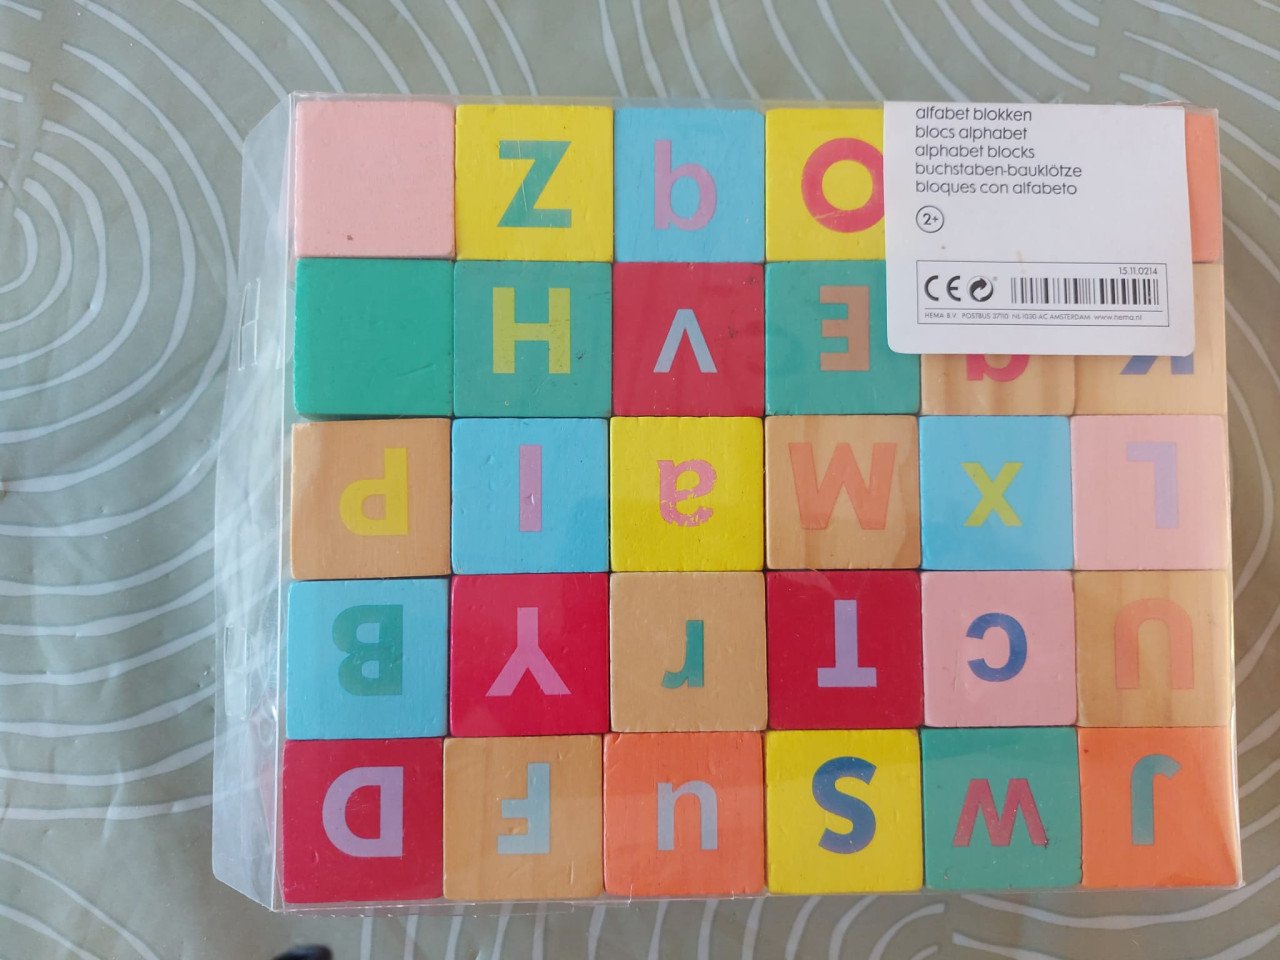 alfabet blokken
blocs alphabet
alphabet blocks
buchstaben-bauklötze
bloques con alfabeto
2+
CE
15.11.0214
HEMA B.V. POSTBUS 37110 NL 1030 AC AMSTERDAM www.hema.nl
Z q O
H v E K
P I a M x L
B Y r T c U
D F n S w J